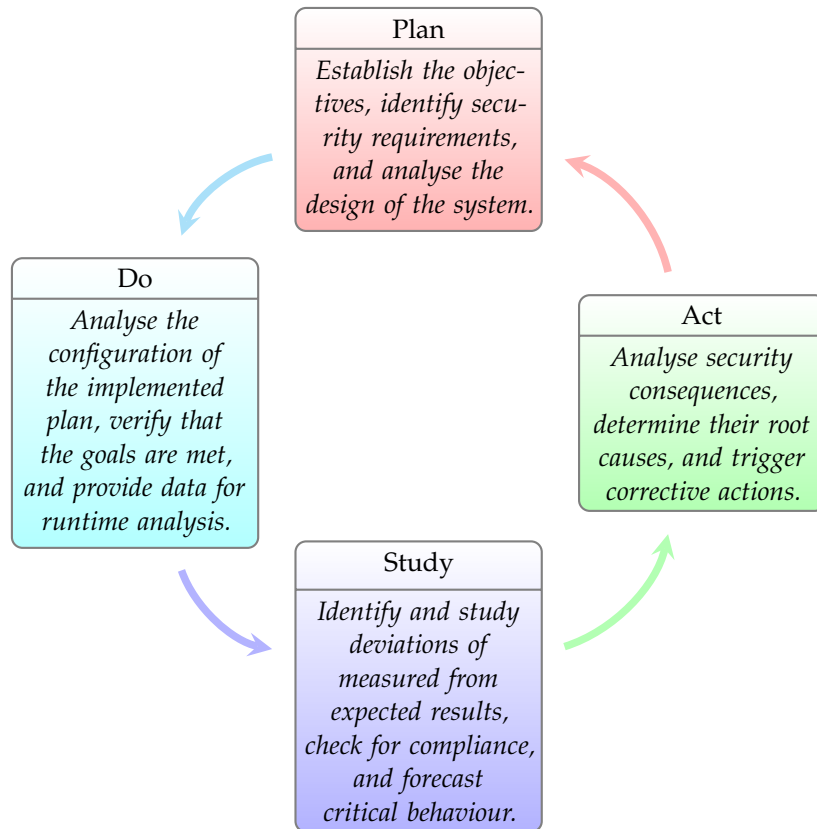 Plan
Establish the objec-
tives, identify secu-
rity requirements,
and analyse the
design of the system.
Do
Analyse the
configuration of
the implemented
plan, verify that
the goals are met,
and provide data for
runtime analysis.
Study
Identify and study
deviations of
measured from
expected results,
check for compliance,
and forecast
critical behaviour.
Act
Analyse security
consequences,
determine their root
causes, and trigger
corrective actions.